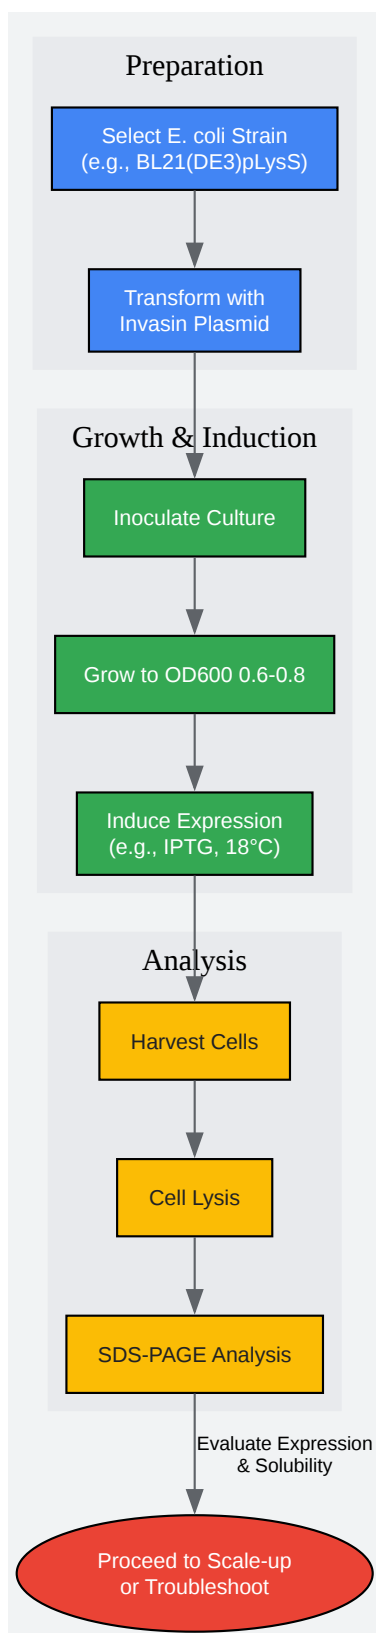 Preparation
Select E. coli Strain
(e.g., BL21(DE3)pLysS)
Transform with
Invasin Plasmid
Growth & Induction
Inoculate Culture
Grow to OD600 0.6-0.8
Induce Expression
(e.g., IPTG, 18°C)
Analysis
Harvest Cells
Cell Lysis
SDS-PAGE Analysis
Evaluate Expression
& Solubility
Proceed to Scale-up
or Troubleshoot